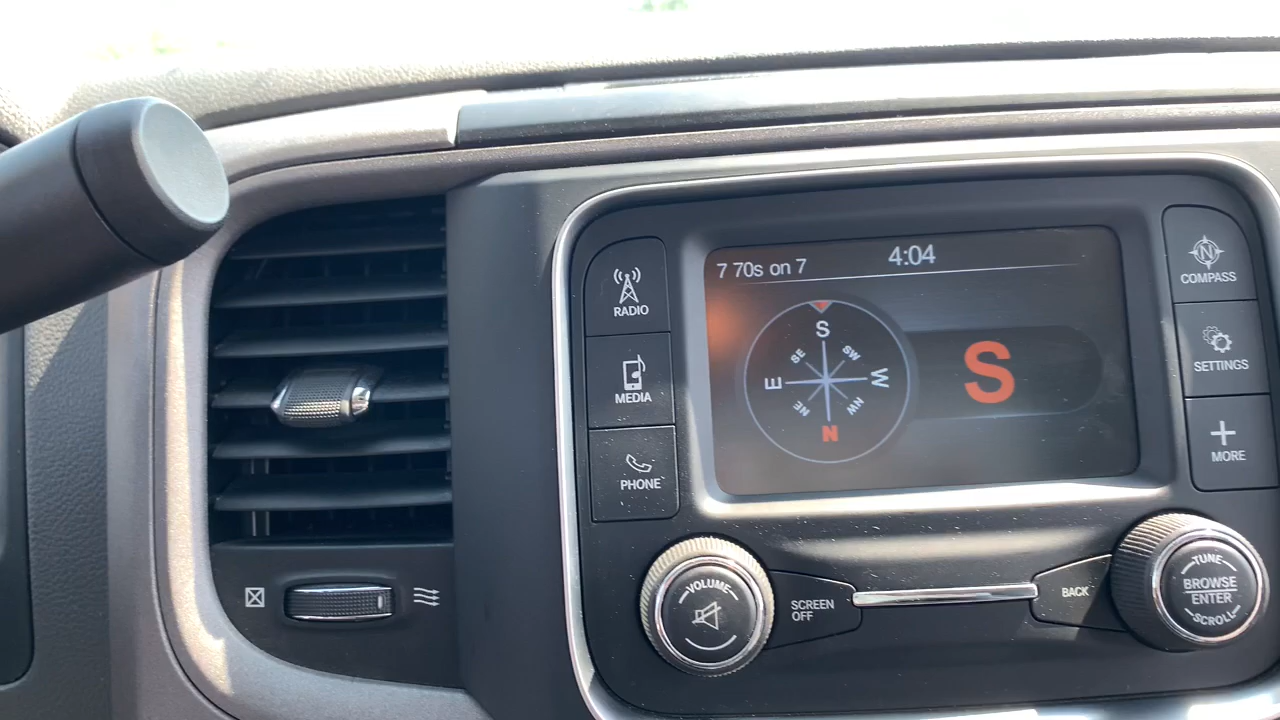 RADIO
MEDIA
PHONE
7 70s on 7
4:04
S
SE
SW
E
W
NE
NW
N
S
N
COMPASS
SETTINGS
MORE
VOLUME
SCREEN
OFF
BACK
TUNE
BROWSE
ENTER
SCROLL